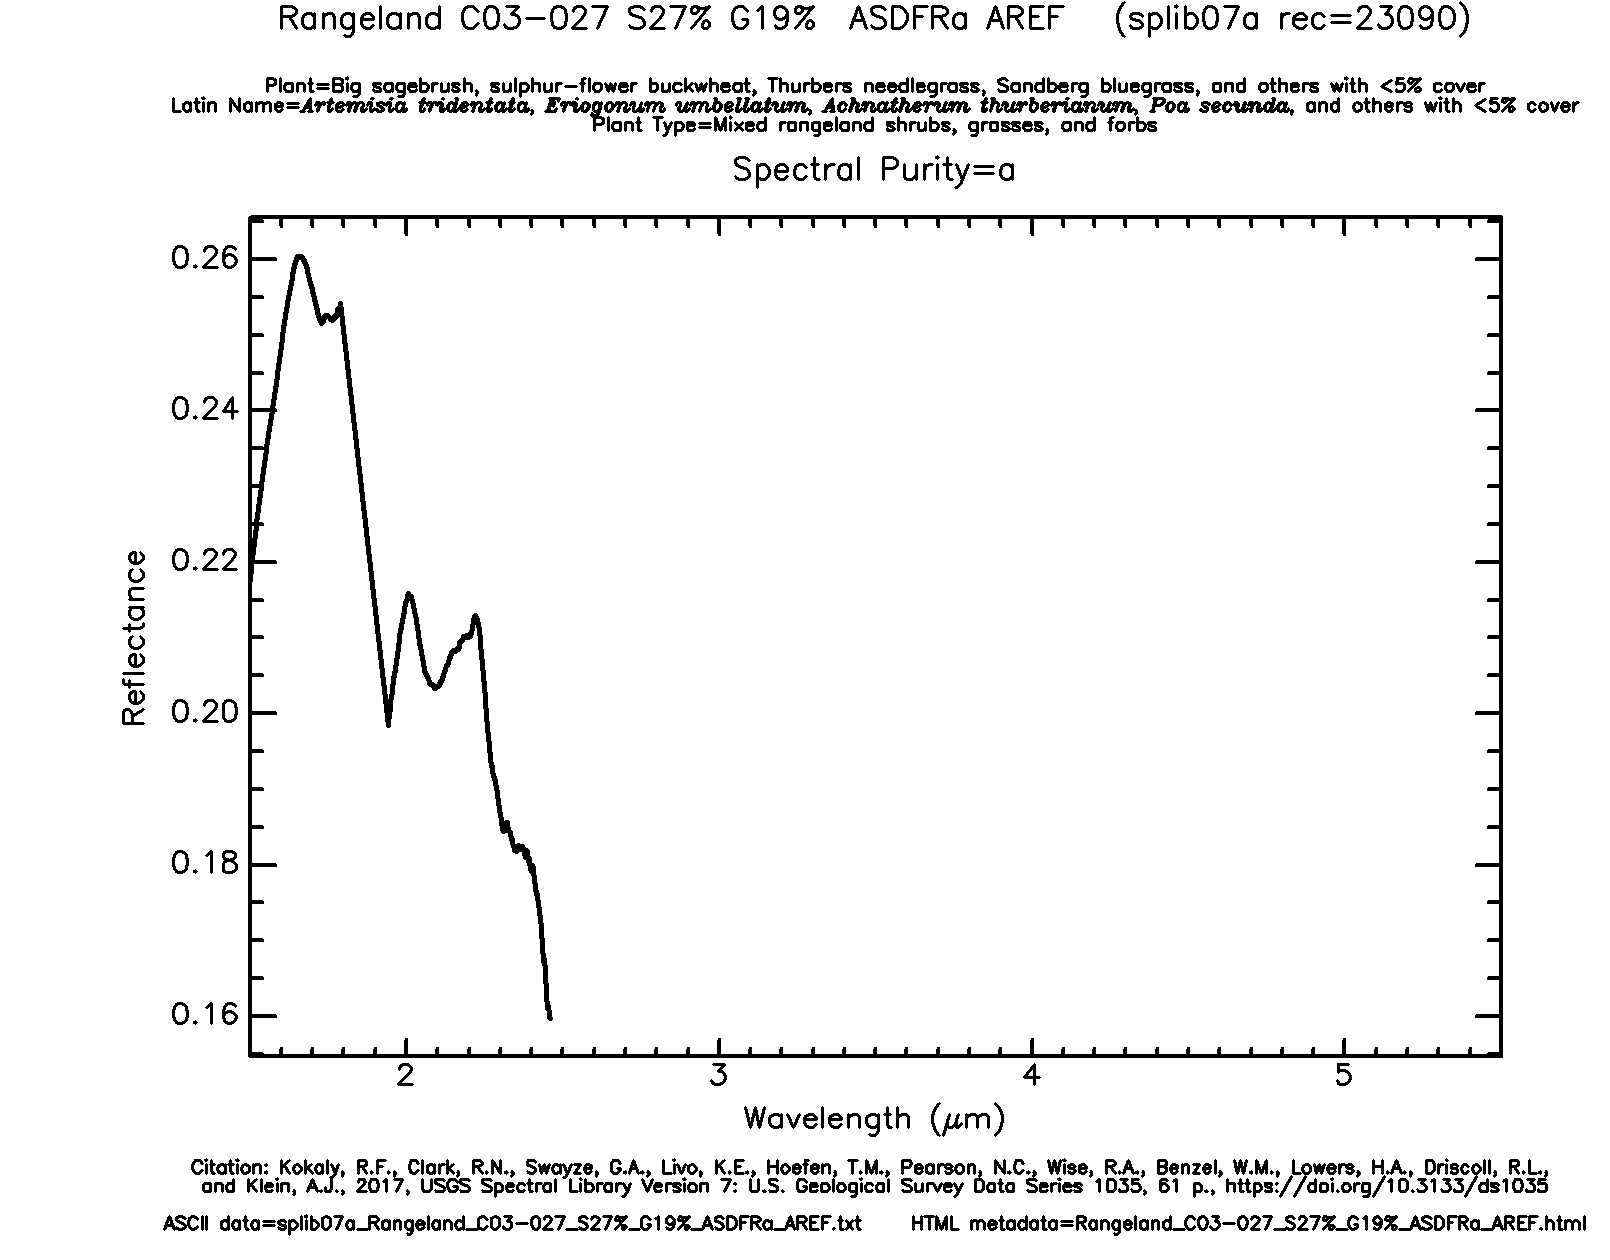 Rangeland C03-027 S27% G19% ASDFRa AREF (splib07a rec=23090)
Plant=Big sagebrush, sulphur-flower buckwheat, Thurbers needlegrass, Sandberg bluegrass, and others with <5% cover
Latin Name=Artemisia tridentata, Eriogonum umbellatum, Achnatherum thurberianum, Poa secunda, and others with <5% cover
Plant Type=Mixed rangeland shrubs, grasses, and forbs
Spectral Purity=a
0.26
0.24
0.22
0.20
0.18
0.16
Reflectance
2 3 4 5
Wavelength (μm)
Citation: Kokaly, R.F., Clark, R.N., Swayze, G.A., Livo, K.E., Hoefen, T.M., Pearson, N.C., Wise, R.A., Benzel, W.M., Lowers, H.A., Driscoll, R.L.,
and Klein, A.J., 2017, USGS Spectral Library Version 7: U.S. Geological Survey Data Series 1035, 61 p., https://doi.org/10.3133/ds1035
ASCII data=splib07a_Rangeland_C03-027_S27%_G19%_ASDFRa_AREF.txt HTML metadata=Rangeland_C03-027_S27%_G19%_ASDFRa_AREF.html